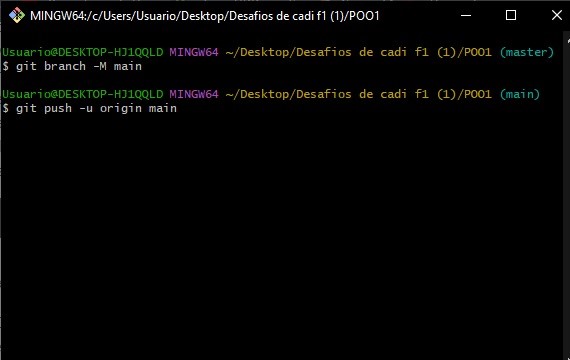 MINGW64:/c/Users/Usuario/Desktop/Desafios de cadi f1 (1)/POO1
Usuario@DESKTOP-HJ1QQLD MINGW64 ~/Desktop/Desafios de cadi f1 (1)/POO1 (master)
$ git branch -M main
Usuario@DESKTOP-HJ1QQLD MINGW64 ~/Desktop/Desafios de cadi f1 (1)/POO1 (main)
$ git push -u origin main